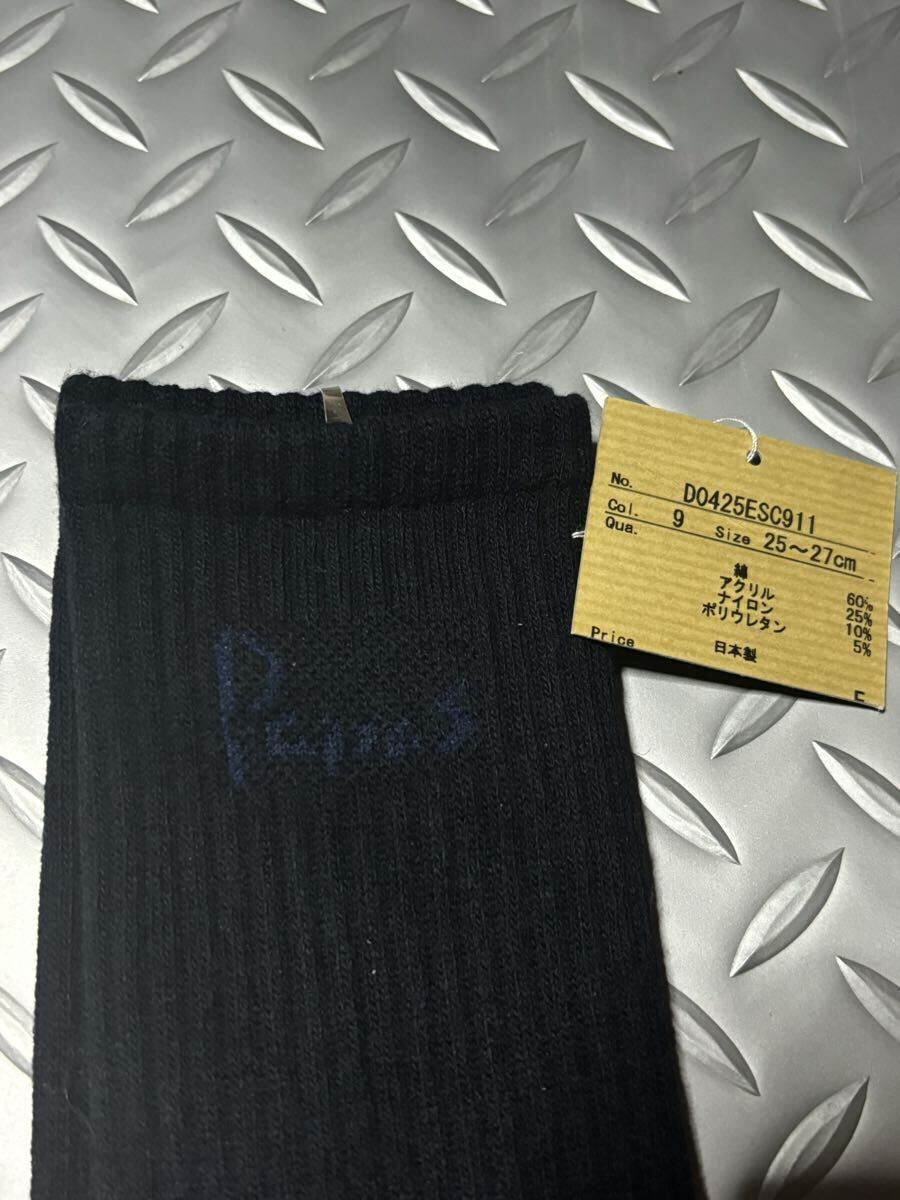 No. D0425ESC911
Col. 9 Size 25～27cm
Qua.
綿 60%
アクリル 25%
ナイロン 10%
ポリウレタン 5%
Price 日本製